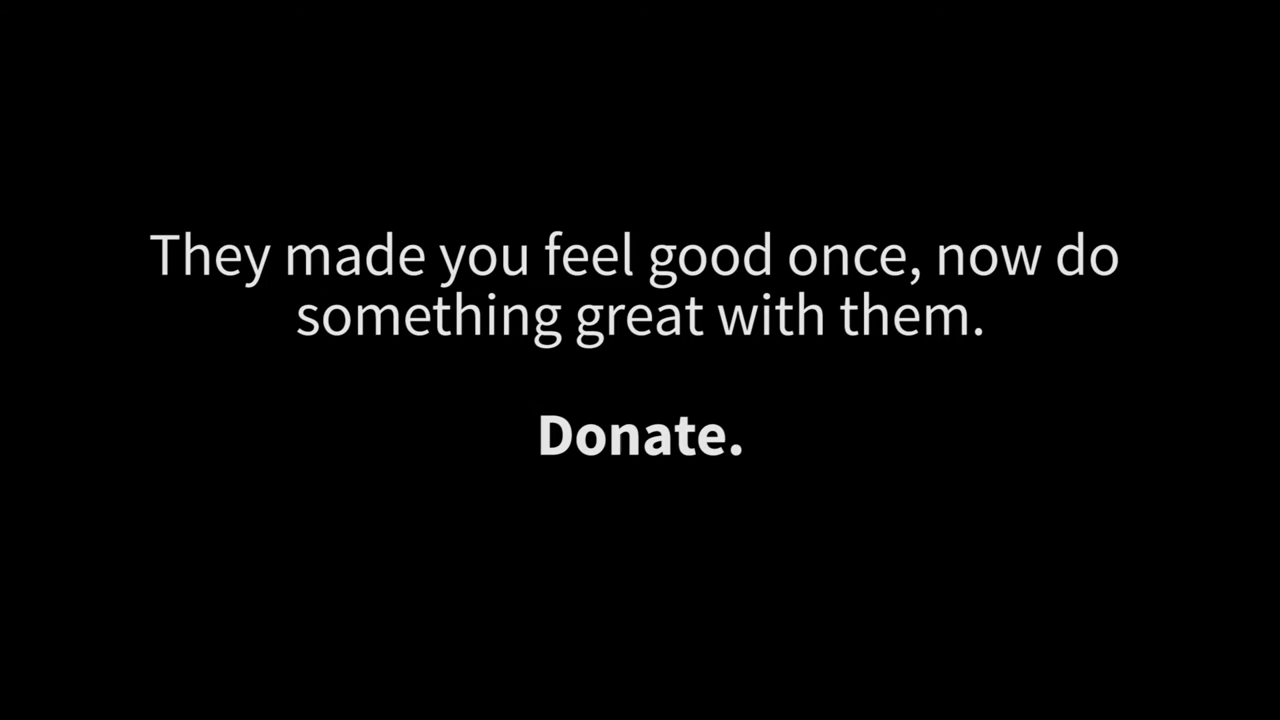 They made you feel good once, now do
something great with them.
Donate.